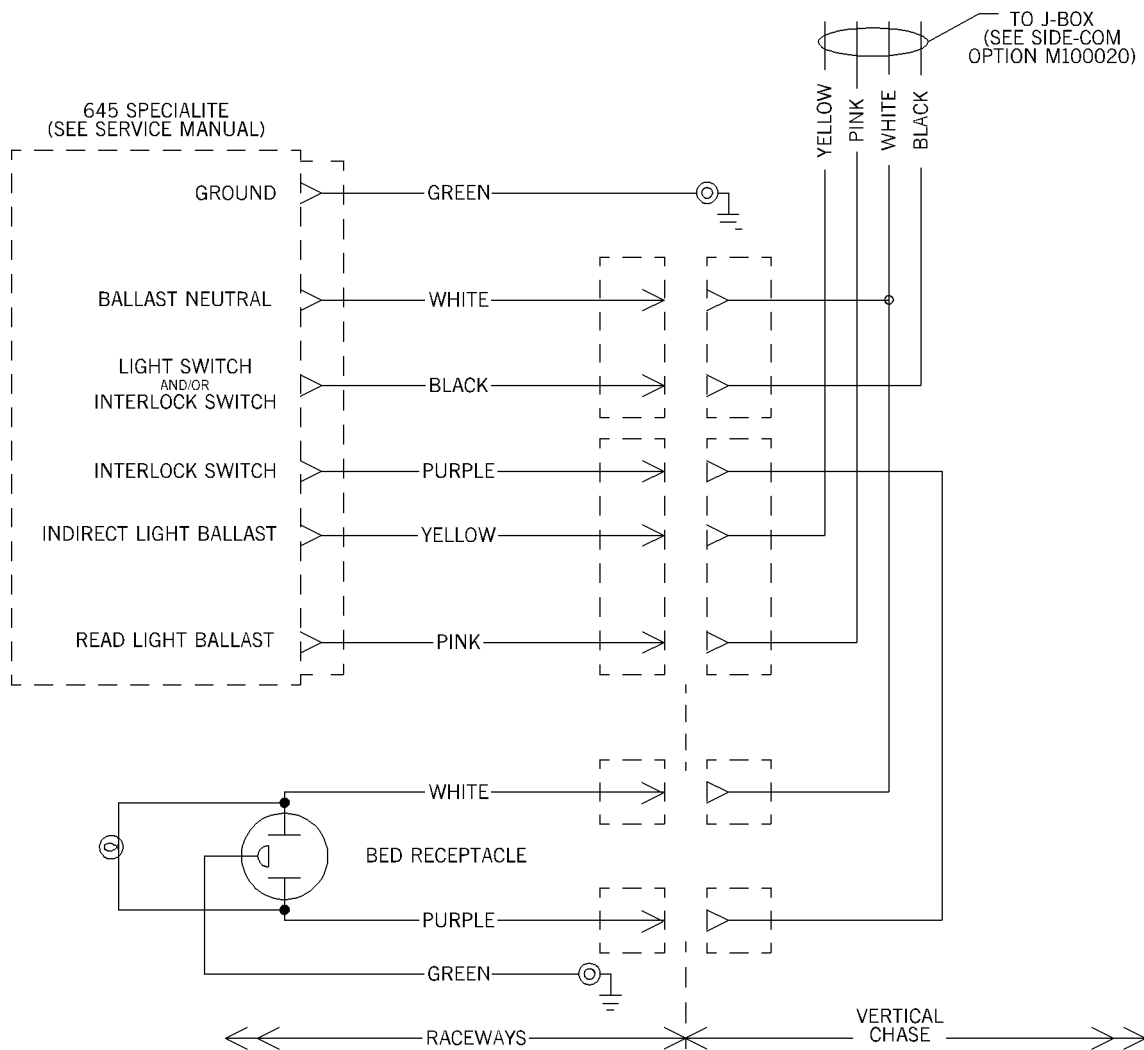 TO J-BOX
(SEE SIDE-COM
OPTION M100020)
YELLOW
PINK
WHITE
BLACK
645 SPECIALITE
(SEE SERVICE MANUAL)
GROUND
GREEN
BALLAST NEUTRAL
WHITE
LIGHT SWITCH
AND/OR
INTERLOCK SWITCH
BLACK
INTERLOCK SWITCH
PURPLE
INDIRECT LIGHT BALLAST
YELLOW
READ LIGHT BALLAST
PINK
WHITE
BED RECEPTACLE
PURPLE
GREEN
RACEWAYS
VERTICAL
CHASE